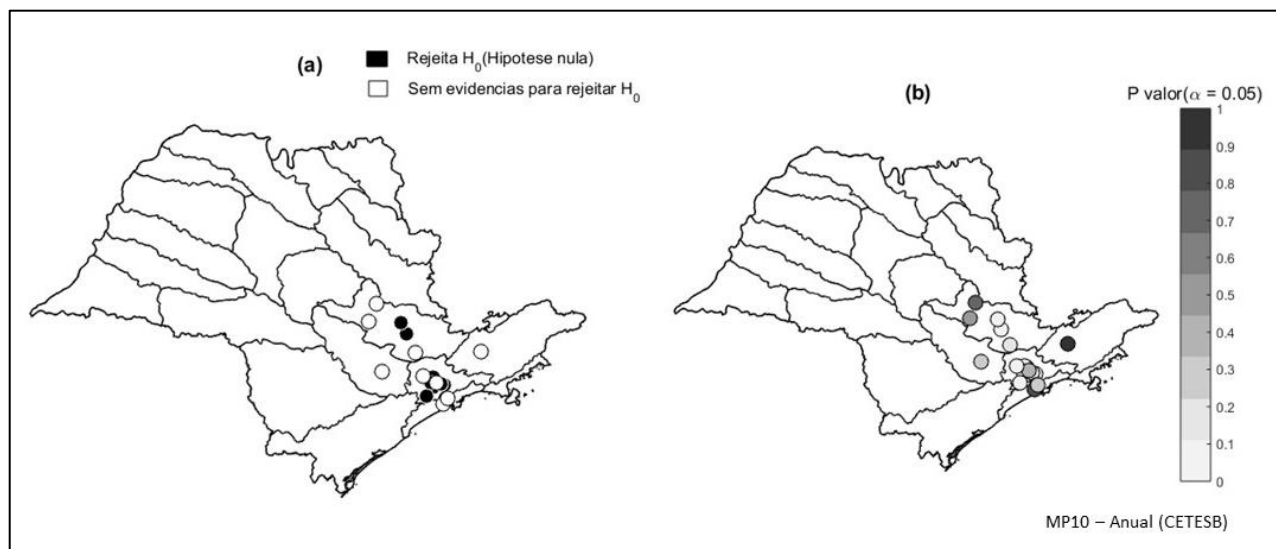 (a)
Rejeita H0(Hipotese nula)
Sem evidencias para rejeitar H0
(b)
P valor(α = 0.05)
1
0.9
0.8
0.7
0.6
0.5
0.4
0.3
0.2
0.1
0
MP10 – Anual (CETESB)